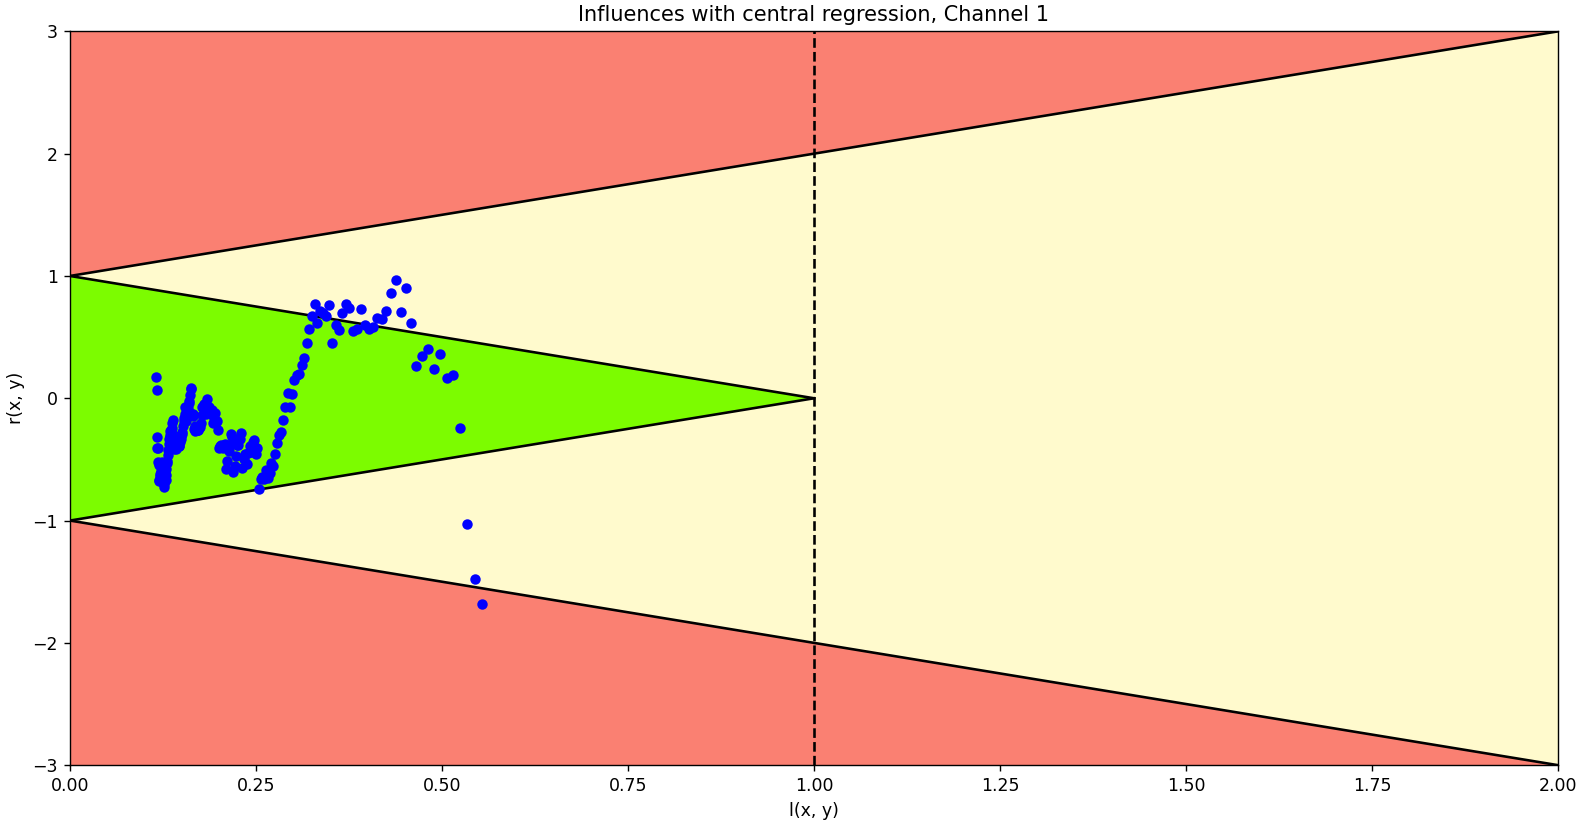 Influences with central regression, Channel 1
r(x, y)
3
2
1
0
−1
−2
−3
0.00 0.25 0.50 0.75 1.00 1.25 1.50 1.75 2.00
l(x, y)